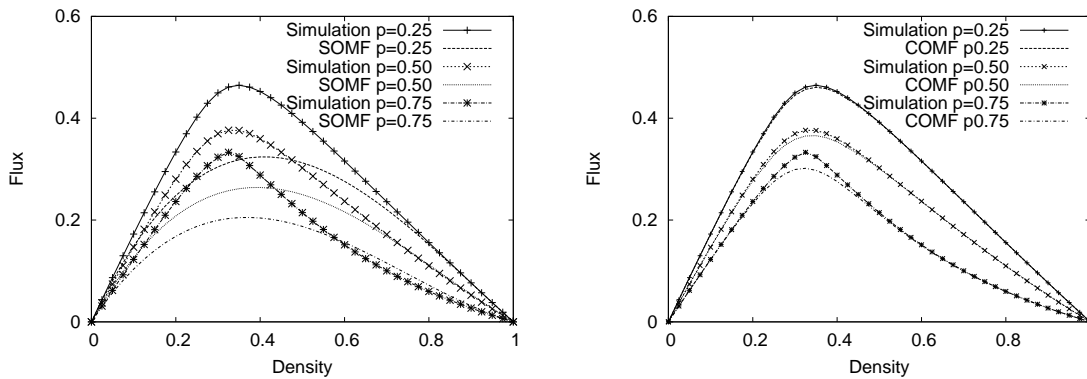 0.6
0.4
0.2
0
0 0.2 0.4 0.6 0.8 1
Flux
Density
Simulation p=0.25
SOMF p=0.25
Simulation p=0.50
SOMF p=0.50
Simulation p=0.75
SOMF p=0.75
0.6
0.4
0.2
0
0 0.2 0.4 0.6 0.8
Flux
Density
Simulation p=0.25
COMF p0.25
Simulation p=0.50
COMF p0.50
Simulation p=0.75
COMF p0.75